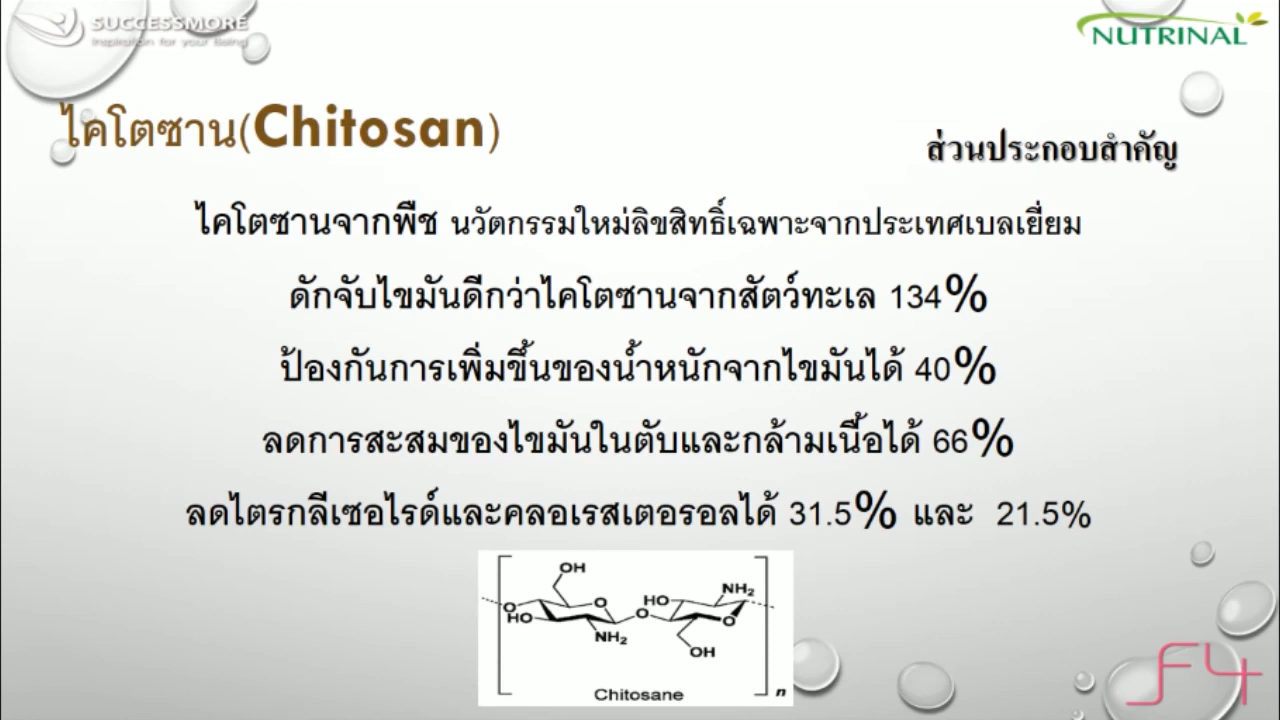 SUCCESSMORE
Inspiration for your Being
NUTRINAL
ไคโตซาน(Chitosan)
ส่วนประกอบสำคัญ
ไคโตซานจากพืช นวัตกรรมใหม่ลิขสิทธิ์เฉพาะจากประเทศเบลเยี่ยม
ดักจับไขมันดีกว่าไคโตซานจากสัตว์ทะเล 134%
ป้องกันการเพิ่มขึ้นของน้ำหนักจากไขมันได้ 40%
ลดการสะสมของไขมันในตับและกล้ามเนื้อได้ 66%
ลดไตรกลีเซอไรด์และคลอเรสเตอรอลได้ 31.5% และ 21.5%
OH
O
O
HO
NH₂
O
HO
NH₂
O
OH
n
Chitosane
F4